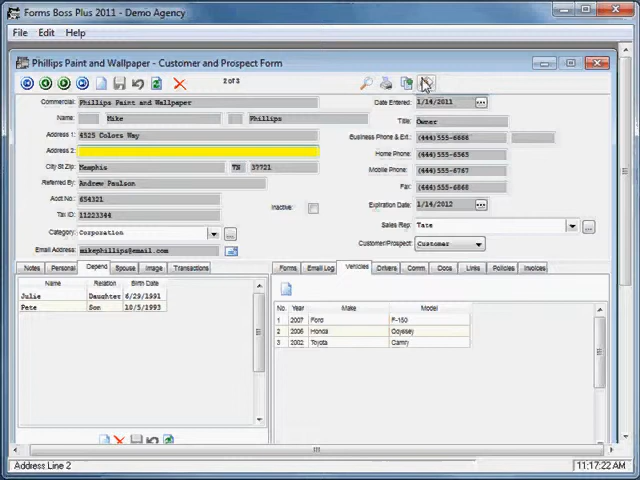 Forms Boss Plus 2011 - Demo Agency
File Edit Help
Phillips Paint and Wallpaper - Customer and Prospect Form
2 of 3
Commercial: Phillips Paint and Wallpaper Date Entered: 1/14/2011
Name: Mike Phillips Title: Owner
Address 1: 4525 Colors Way Business Phone & Ext.: (444)555-6666
Address 2: Home Phone: (444)555-6565
City St Zip: Memphis TN 37721 Mobile Phone: (444)555-6767
Referred By: Andrew Paulson Fax: (444)555-6868
Acct No.: 654321 Inactive: Expiration Date: 1/14/2012
Tax ID: 11223344 Sales Rep: Tate
Category: Corporation Customer/Prospect: Customer
Email Address: mikephillips@email.com
Notes Personal Depend Spouse Image Transactions Forms Email Log Vehicles Drivers Comm Docs Links Policies Invoices
Name Relation Birth Date
Julie Daughter 6/29/1991
Pete Son 10/5/1993
No. Year Make Model
1 2007 Ford F-150
2 2006 Honda Odyssey
3 2002 Toyota Camry
Address Line 2 11:17:22 AM